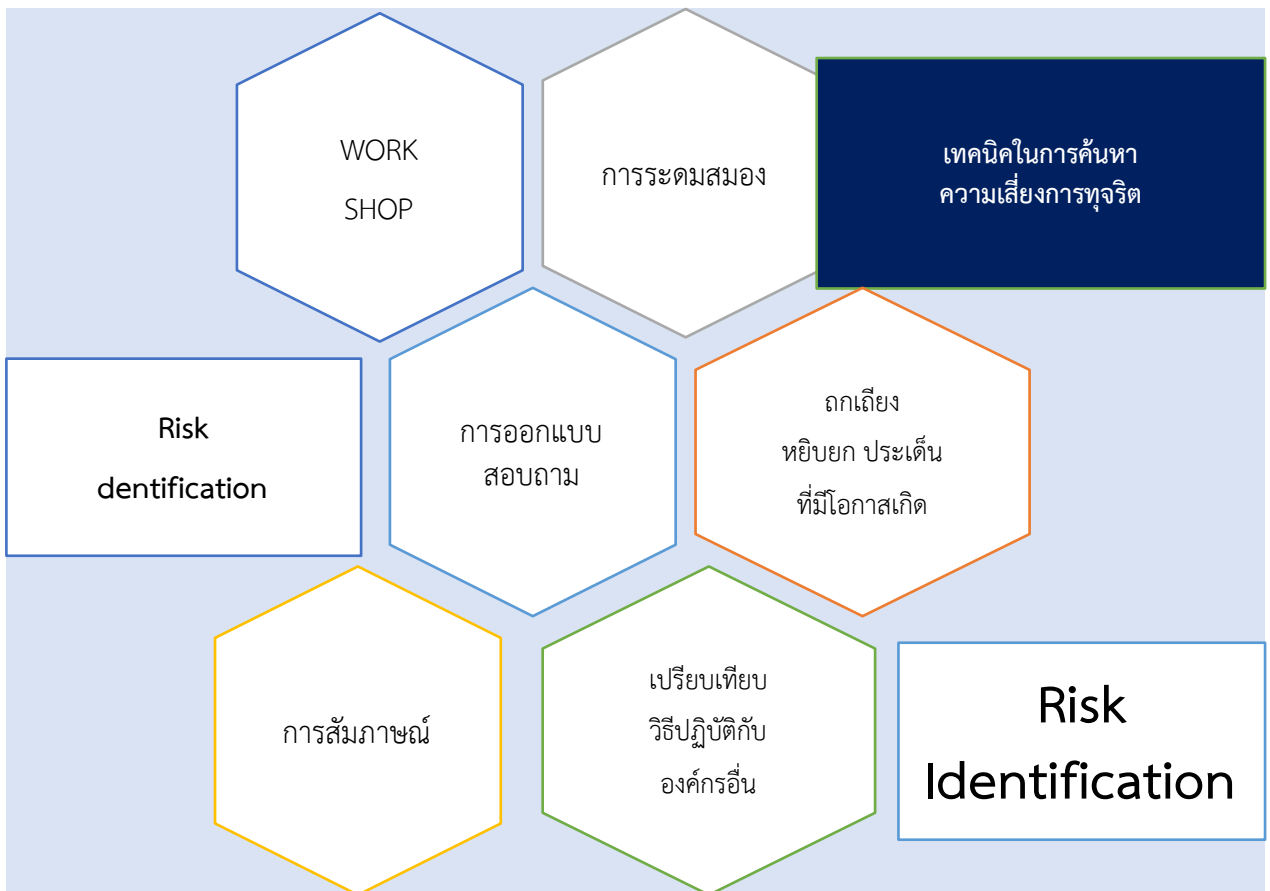 WORK
SHOP
การระดมสมอง
เทคนิคในการค้นหา
ความเสี่ยงการทุจริต
Risk
dentification
การออกแบบ
สอบถาม
ถกเถียง
หยิบยก ประเด็น
ที่มีโอกาสเกิด
การสัมภาษณ์
เปรียบเทียบ
วิธีปฏิบัติกับ
องค์กรอื่น
Risk
Identification